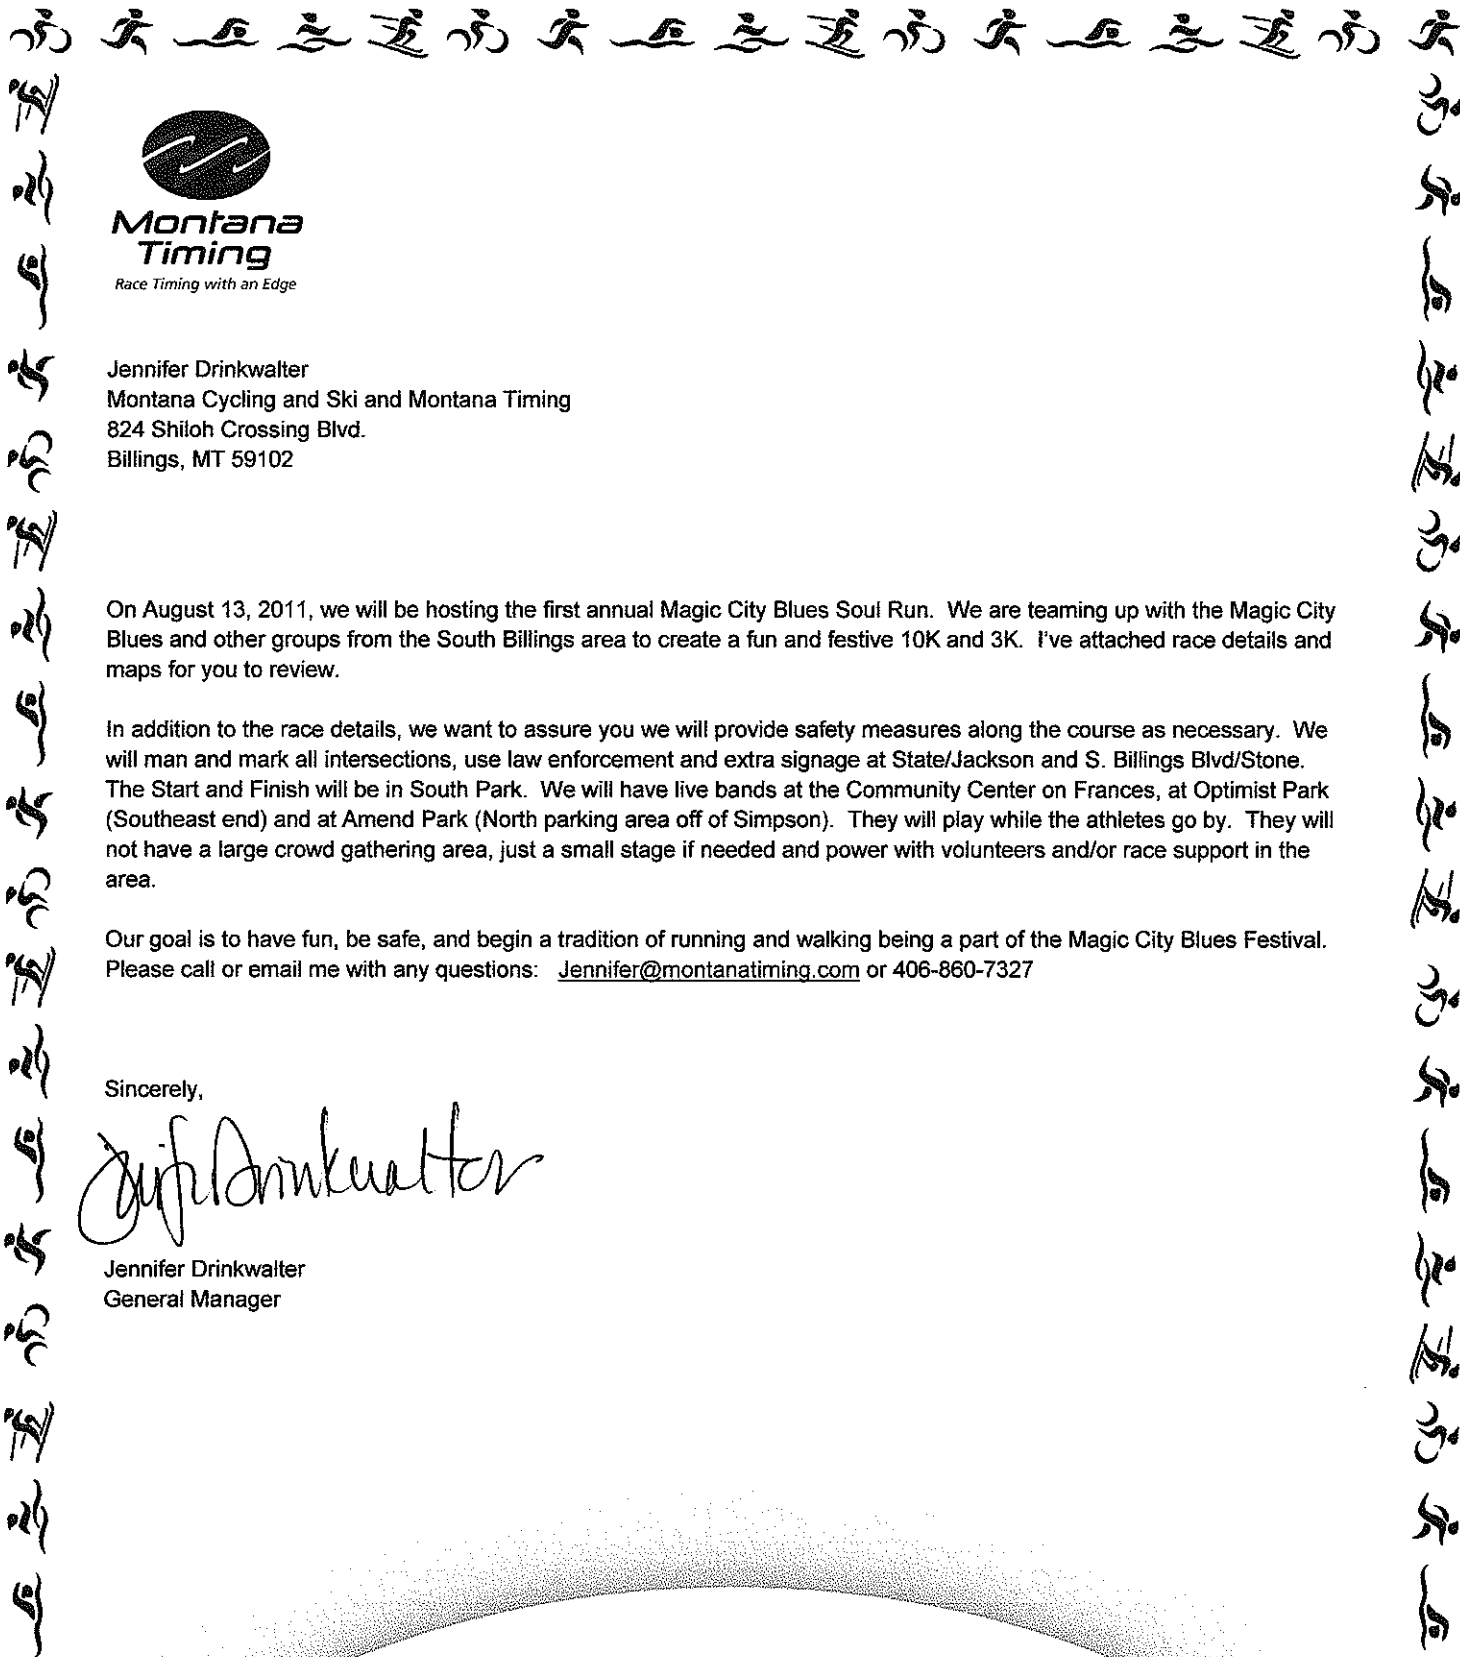 Montana
Timing
Race Timing with an Edge
Jennifer Drinkwalter
Montana Cycling and Ski and Montana Timing
824 Shiloh Crossing Blvd.
Billings, MT 59102
On August 13, 2011, we will be hosting the first annual Magic City Blues Soul Run. We are teaming up with the Magic City
Blues and other groups from the South Billings area to create a fun and festive 10K and 3K. I've attached race details and
maps for you to review.
In addition to the race details, we want to assure you we will provide safety measures along the course as necessary. We
will man and mark all intersections, use law enforcement and extra signage at State/Jackson and S. Billings Blvd/Stone.
The Start and Finish will be in South Park. We will have live bands at the Community Center on Frances, at Optimist Park
(Southeast end) and at Amend Park (North parking area off of Simpson). They will play while the athletes go by. They will
not have a large crowd gathering area, just a small stage if needed and power with volunteers and/or race support in the
area.
Our goal is to have fun, be safe, and begin a tradition of running and walking being a part of the Magic City Blues Festival.
Please call or email me with any questions: Jennifer@montanatiming.com or 406-860-7327
Sincerely,
Drinkwalter
Jennifer Drinkwalter
General Manager